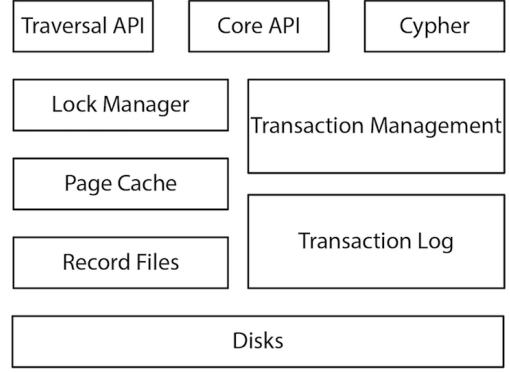 Traversal API
Core API
Cypher
Lock Manager
Transaction Management
Page Cache
Transaction Log
Record Files
Disks